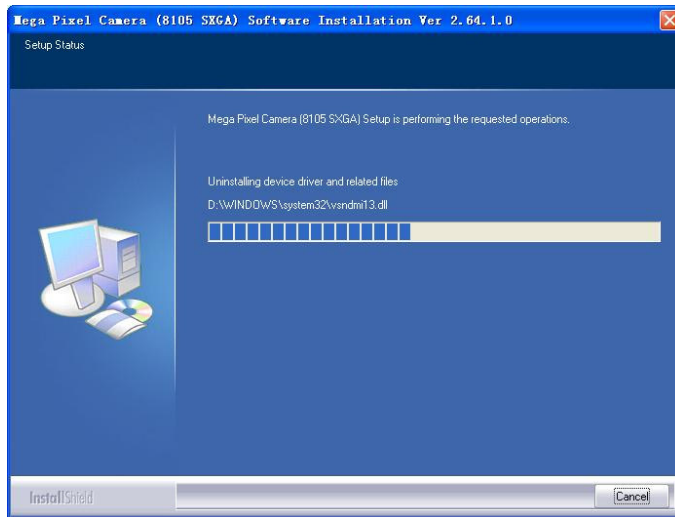 Mega Pixel Camera (8105 SXGA) Software Installation Ver 2.64.1.0
Setup Status
Mega Pixel Camera (8105 SXGA) Setup is performing the requested operations.
Uninstalling device driver and related files
D:\WINDOWS\system32\vsndmi13.dll
InstallShield
Cancel